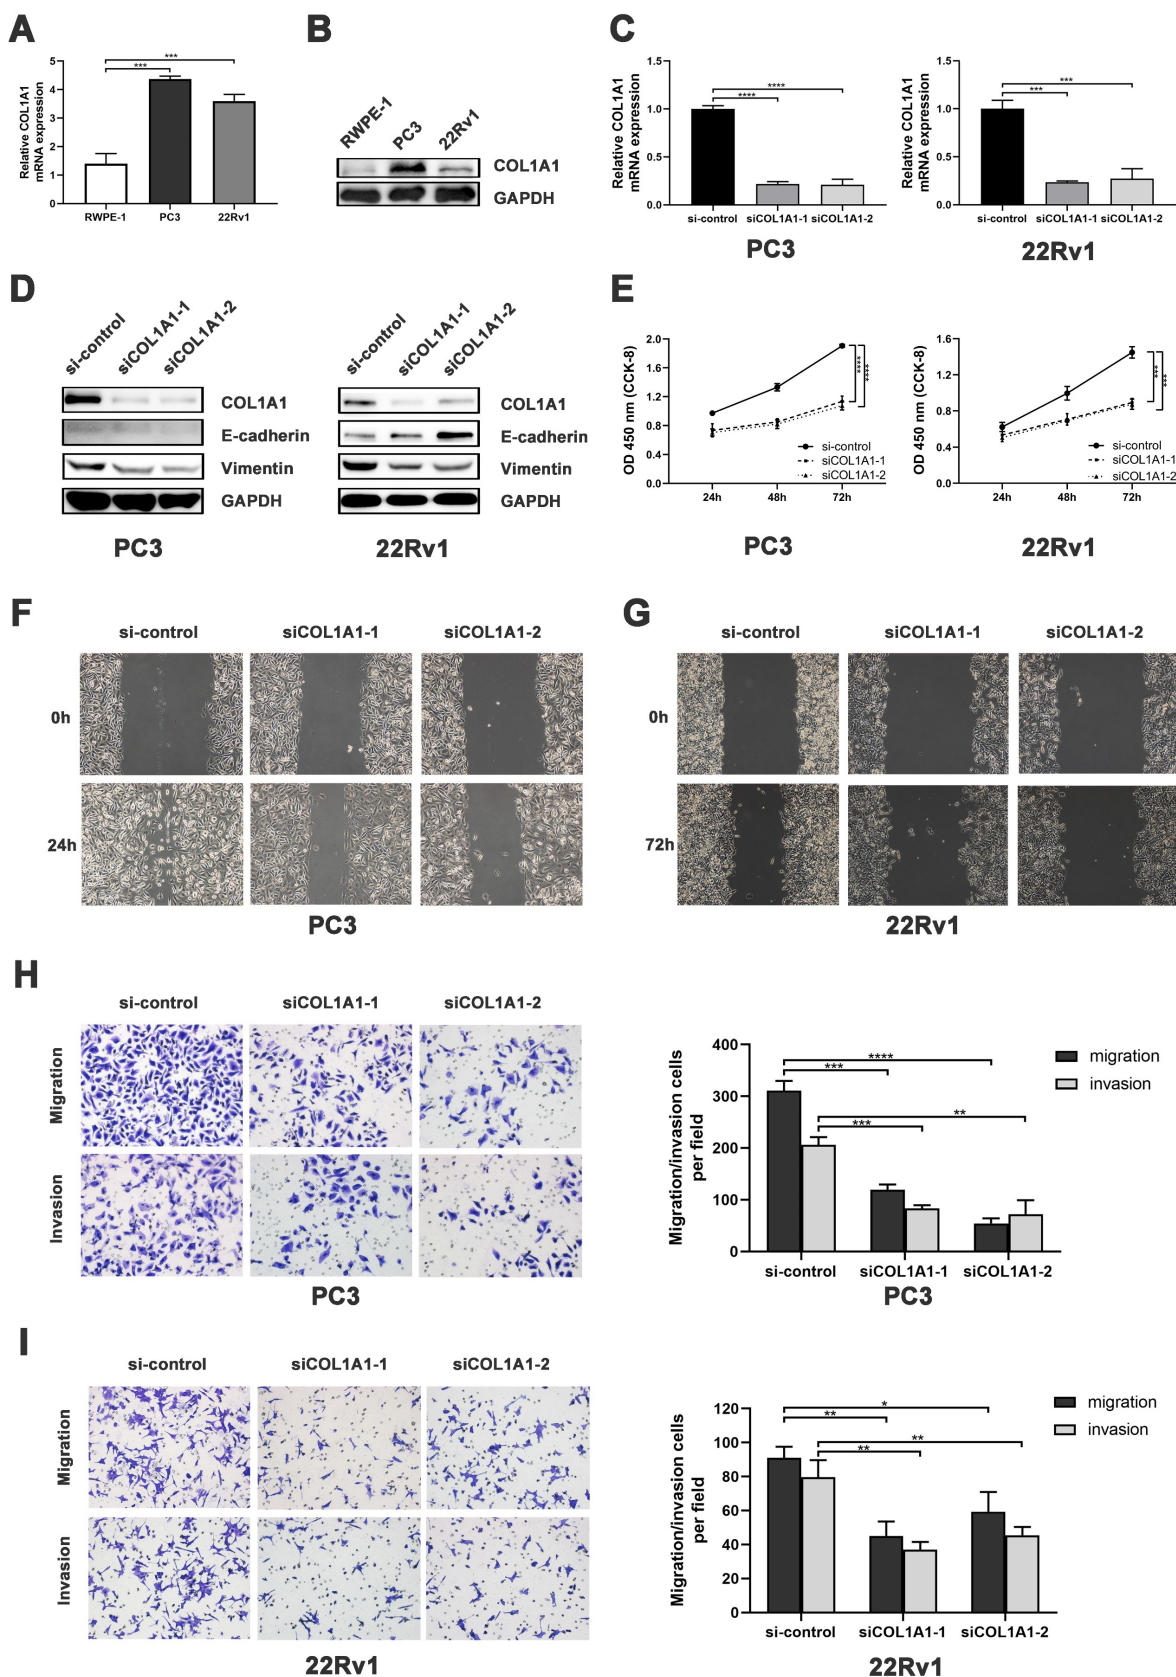 A
Relative COL1A1
mRNA expression
5
4
3
2
1
0
***
***
RWPE-1 PC3 22Rv1
B
RWPE-1 PC3 22Rv1
COL1A1
GAPDH
C
Relative COL1A1
mRNA expression
1.5
1.0
0.5
0.0
****
****
si-control siCOL1A1-1 siCOL1A1-2
PC3
Relative COL1A1
mRNA expression
1.5
1.0
0.5
0.0
***
***
si-control siCOL1A1-1 siCOL1A1-2
22Rv1
D
si-control siCOL1A1-1 siCOL1A1-2
COL1A1
E-cadherin
Vimentin
GAPDH
PC3
si-control siCOL1A1-1 siCOL1A1-2
COL1A1
E-cadherin
Vimentin
GAPDH
22Rv1
E
OD 450 nm (CCK-8)
2.0
1.6
1.2
0.8
0.4
0.0
24h 48h 72h
****
****
si-control
siCOL1A1-1
siCOL1A1-2
PC3
OD 450 nm (CCK-8)
1.6
1.2
0.8
0.4
0.0
24h 48h 72h
***
***
si-control
siCOL1A1-1
siCOL1A1-2
22Rv1
F
si-control siCOL1A1-1 siCOL1A1-2
0h
24h
PC3
G
si-control siCOL1A1-1 siCOL1A1-2
0h
72h
22Rv1
H
si-control siCOL1A1-1 siCOL1A1-2
Migration
Invasion
PC3
Migration/invasion cells
per field
400
300
200
100
0
****
***
**
***
migration
invasion
si-control siCOL1A1-1 siCOL1A1-2
PC3
I
si-control siCOL1A1-1 siCOL1A1-2
Migration
Invasion
22Rv1
Migration/invasion cells
per field
120
100
80
60
40
20
0
*
**
**
**
migration
invasion
si-control siCOL1A1-1 siCOL1A1-2
22Rv1